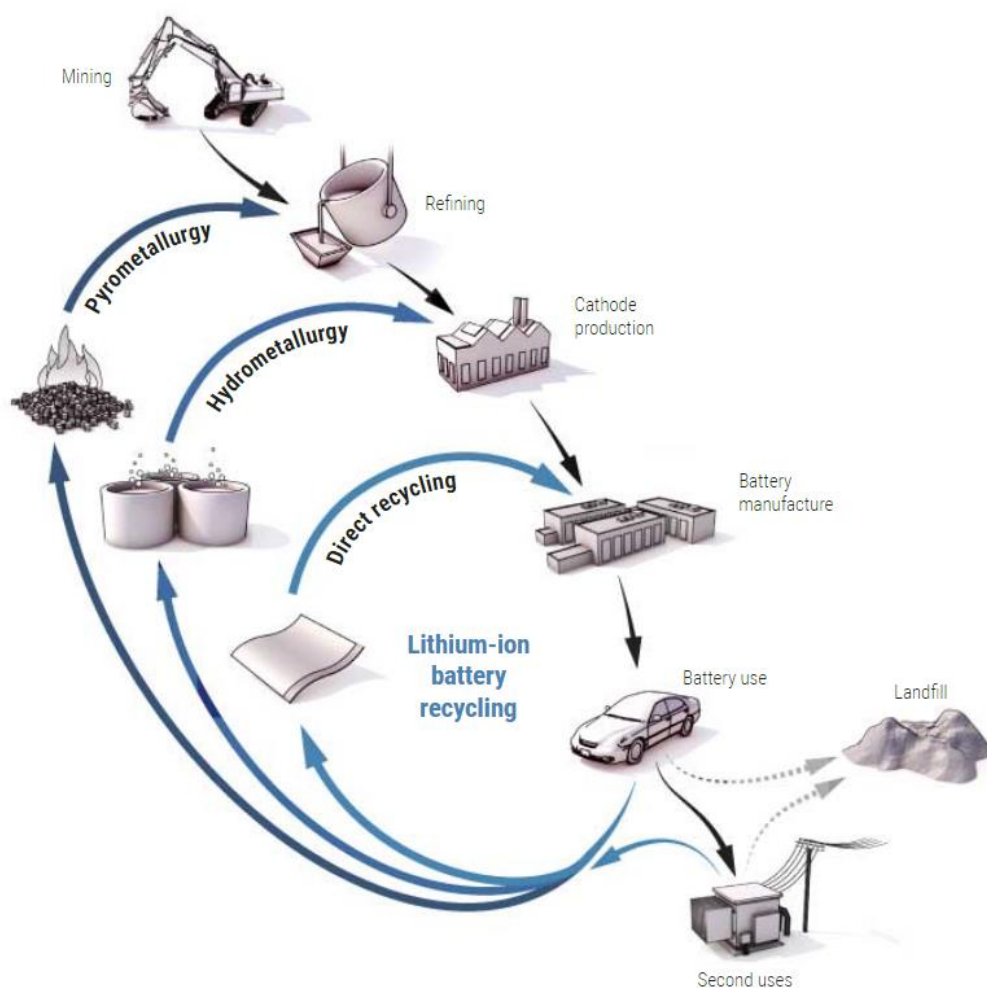 Mining
Refining
Pyrometallurgy
Cathode
production
Hydrometallurgy
Direct recycling
Battery
manufacture
Lithium-ion
battery
recycling
Battery use
Landfill
Second uses